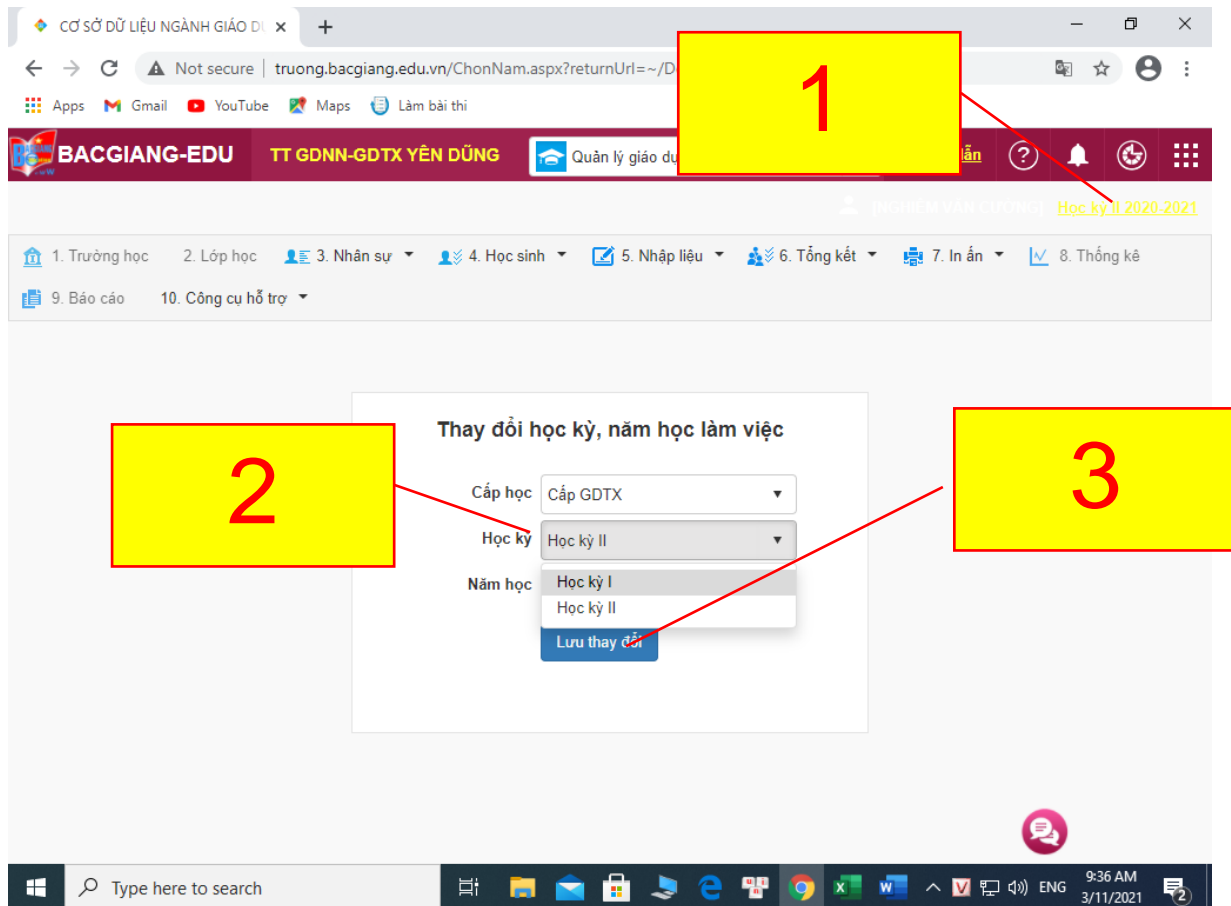 CƠ SỞ DỮ LIỆU NGÀNH GIÁO DỤ
Not secure | truong.bacgiang.edu.vn/ChonNam.aspx?returnUrl=~/D
Apps Gmail YouTube Maps Làm bài thi
1
BACGIANG-EDU TT GDNN-GDTX YÊN DŨNG Quản lý giáo dụ ẫn
[NGHIÊM VĂN CƯƠNG] Học kỳ II 2020-2021
1. Trường học 2. Lớp học 3. Nhân sự 4. Học sinh 5. Nhập liệu 6. Tổng kết 7. In ấn 8. Thống kê
9. Báo cáo 10. Công cụ hỗ trợ
Thay đổi học kỳ, năm học làm việc
2
3
Cấp học Cấp GDTX
Học kỳ Học kỳ II
Năm học Học kỳ I
Học kỳ II
Lưu thay đổi
Type here to search
ENG 9:36 AM
3/11/2021
2